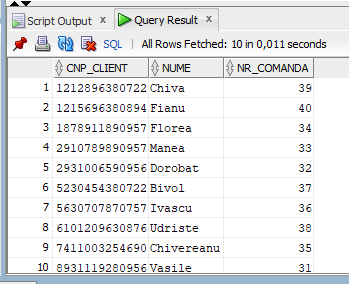 Script Output x Query Result x
SQL | All Rows Fetched: 10 in 0,011 seconds
CNP_CLIENT NUME NR_COMANDA
1 1212896380722 Chiva 39
2 1215696380894 Fianu 40
3 1878911890957 Florea 34
4 2910789890957 Manea 33
5 2931006590956 Dorobat 32
6 5230454380722 Bivol 37
7 5630707870757 Ivascu 36
8 6101209630876 Udriste 38
9 7411003254690 Chivereanu 35
10 8931119280956 Vasile 31